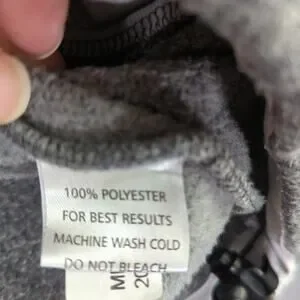 100% POLYESTER
FOR BEST RESULTS
MACHINE WASH COLD
DO NOT BLEACH